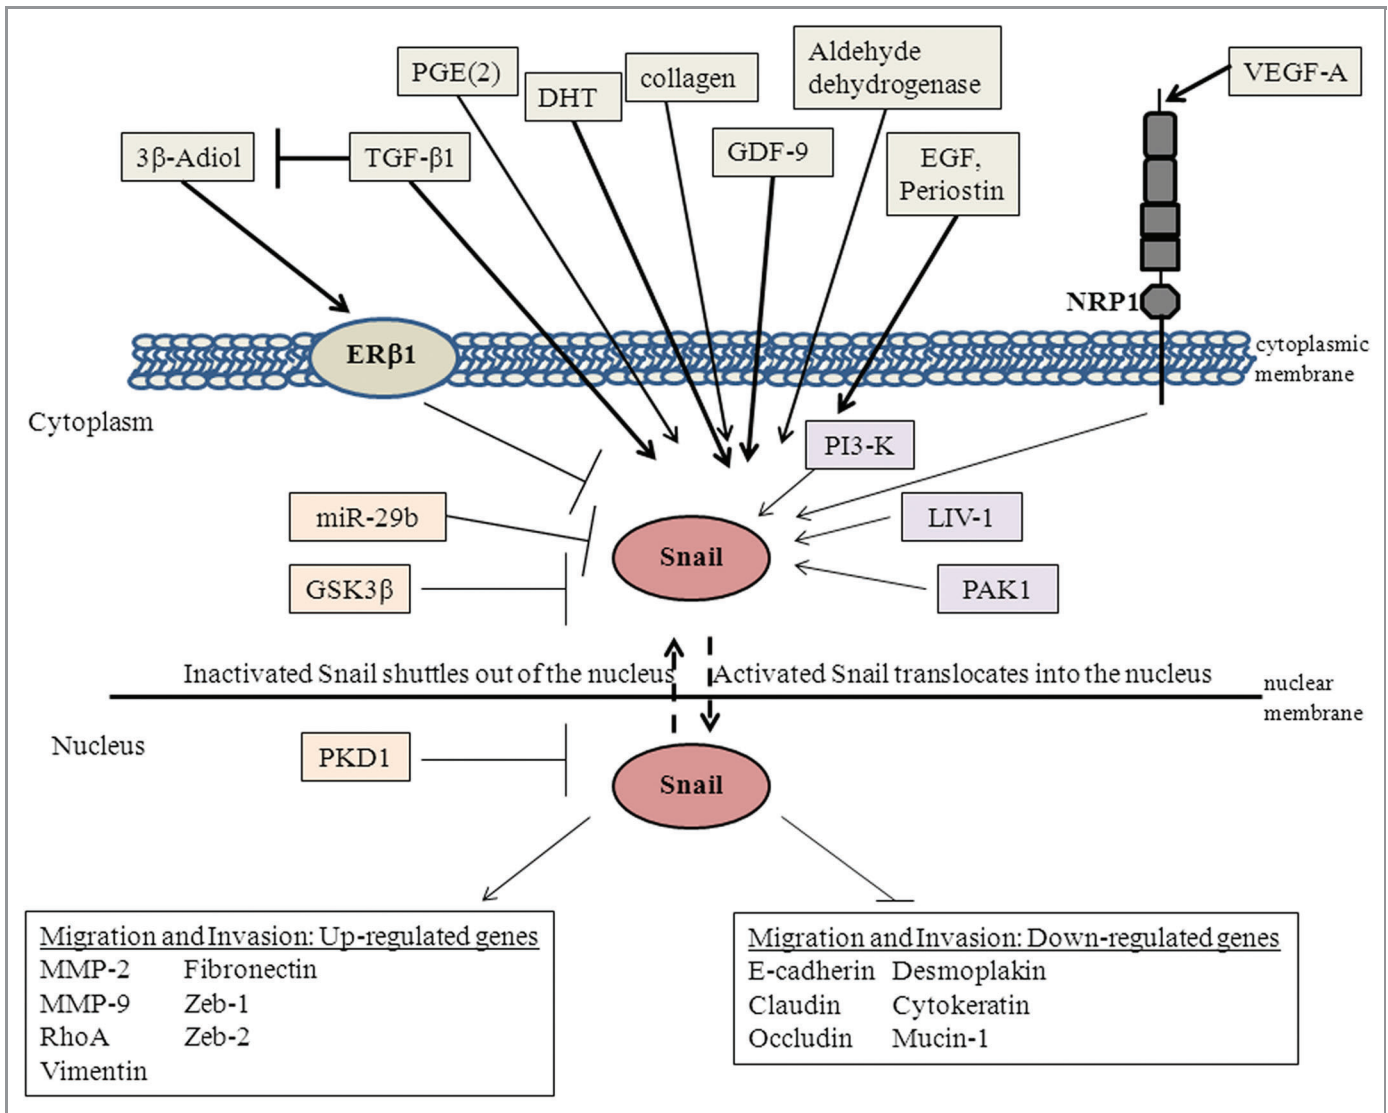 Aldehyde
dehydrogenase
PGE(2)
collagen
VEGF-A
DHT
3β-Adiol
TGF-β1
GDF-9
EGF,
Periostin
NRP1
ERβ1
cytoplasmic
membrane
Cytoplasm
PI3-K
miR-29b
LIV-1
Snail
GSK3β
PAK1
Inactivated Snail shuttles out of the nucleus
Activated Snail translocates into the nucleus
nuclear
membrane
Nucleus
PKD1
Snail
Migration and Invasion: Up-regulated genes
MMP-2 Fibronectin
MMP-9 Zeb-1
RhoA Zeb-2
Vimentin
Migration and Invasion: Down-regulated genes
E-cadherin Desmoplakin
Claudin Cytokeratin
Occludin Mucin-1